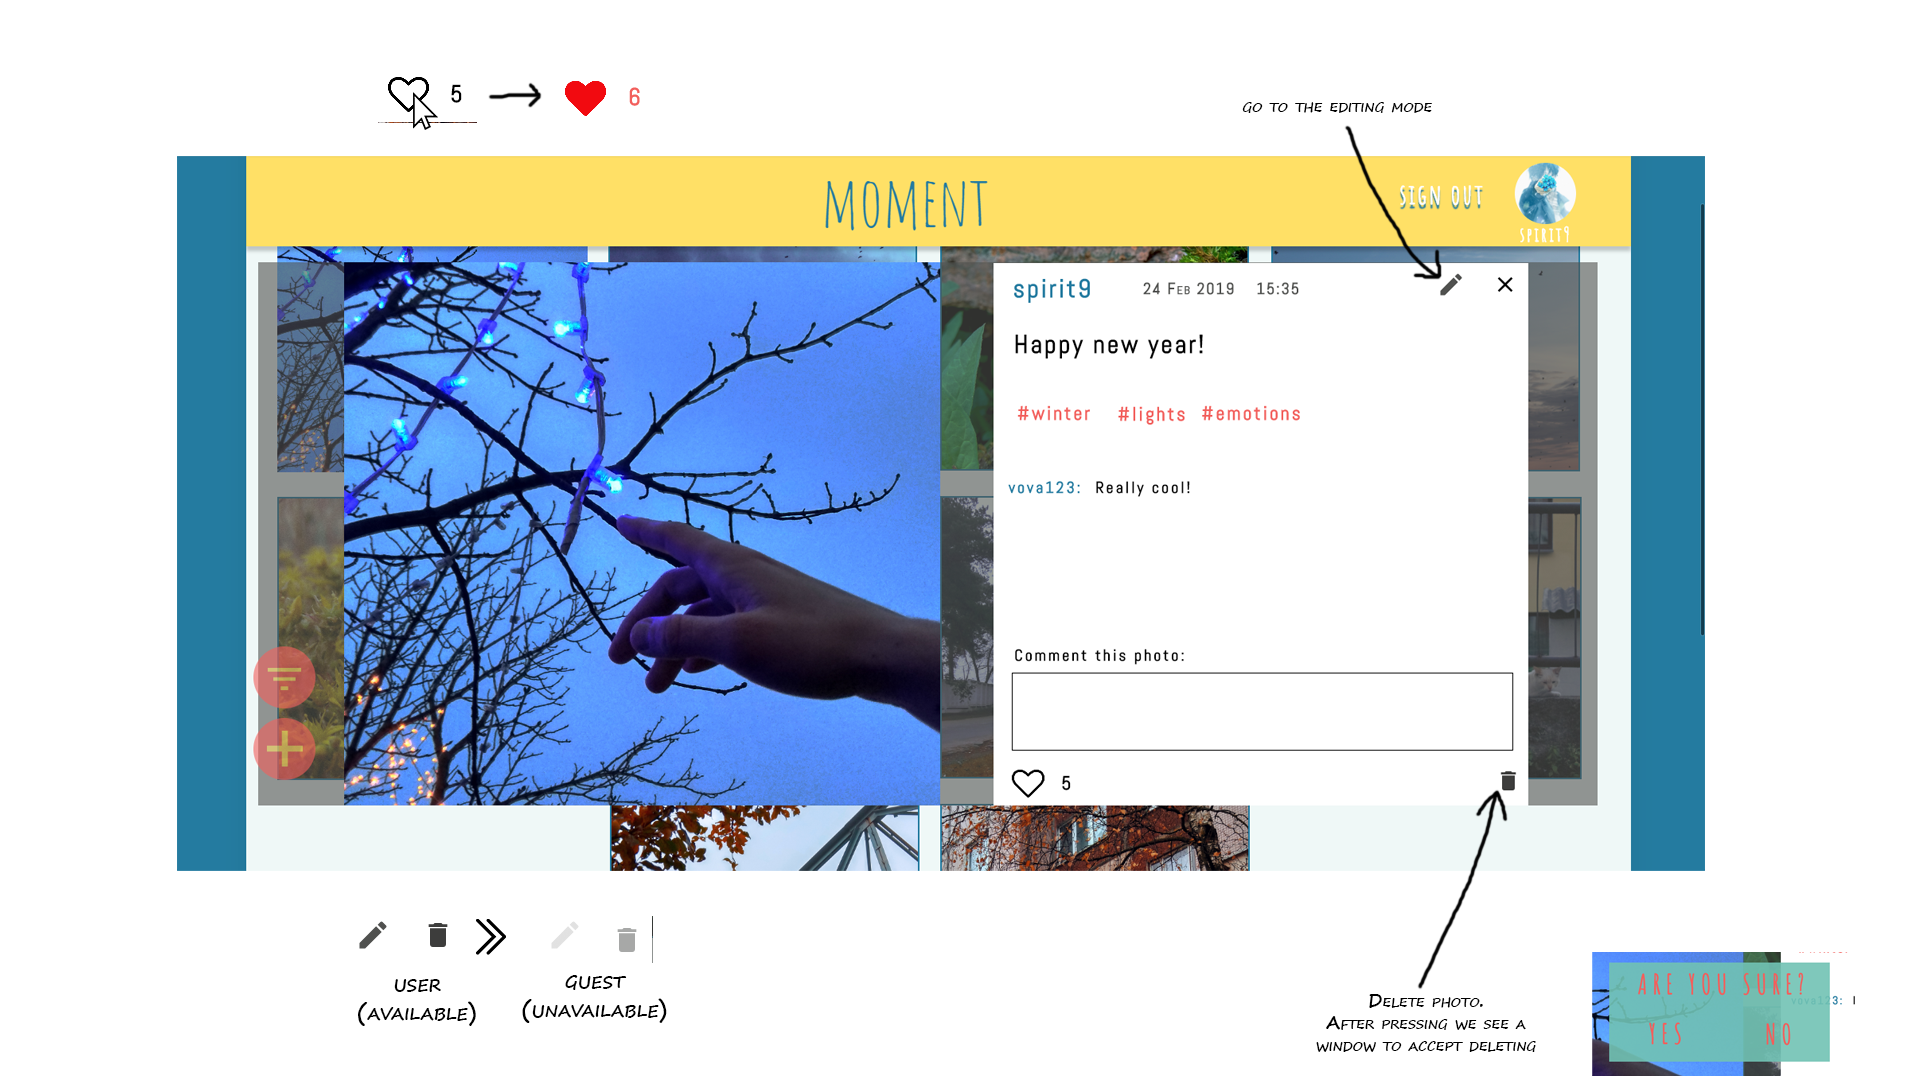 5
6
GO TO THE EDITING MODE
MOMENT
SIGN OUT
SPIRIT9
spirit9 24 Feb 2019 15:35
Happy new year!
#winter #lights #emotions
vova123: Really cool!
Comment this photo:
5
USER
(AVAILABLE)
GUEST
(UNAVAILABLE)
DELETE PHOTO.
AFTER PRESSING WE SEE A
WINDOW TO ACCEPT DELETING
ARE YOU SURE?
vova123: I
YES NO